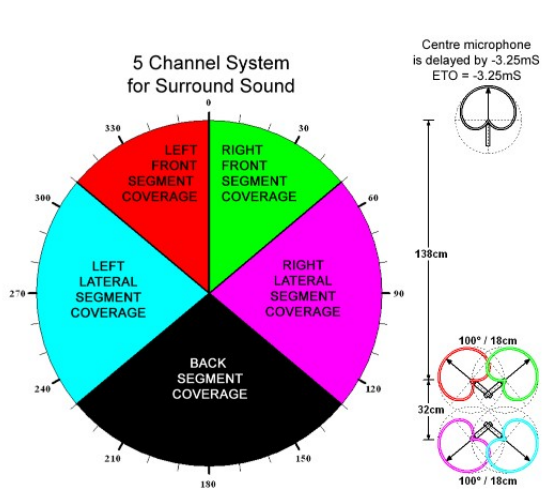 5 Channel System
for Surround Sound
Centre microphone
is delayed by -3.25mS
ETO = -3.25mS
0
30
60
90
120
150
180
210
240
270
300
330
LEFT
FRONT
SEGMENT
COVERAGE
RIGHT
FRONT
SEGMENT
COVERAGE
LEFT
LATERAL
SEGMENT
COVERAGE
RIGHT
LATERAL
SEGMENT
COVERAGE
BACK
SEGMENT
COVERAGE
138cm
100° / 18cm
32cm
100° / 18cm